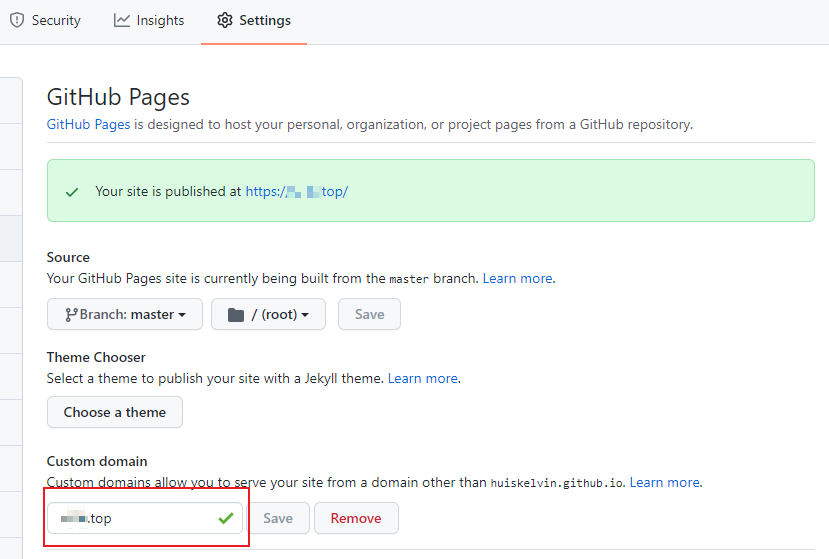 Security Insights Settings
GitHub Pages
GitHub Pages is designed to host your personal, organization, or project pages from a GitHub repository.
Your site is published at https:/ top/
Source
Your GitHub Pages site is currently being built from the master branch. Learn more.
Branch: master / (root) Save
Theme Chooser
Select a theme to publish your site with a Jekyll theme. Learn more.
Choose a theme
Custom domain
Custom domains allow you to serve your site from a domain other than huiskelvin.github.io. Learn more.
.top Save Remove